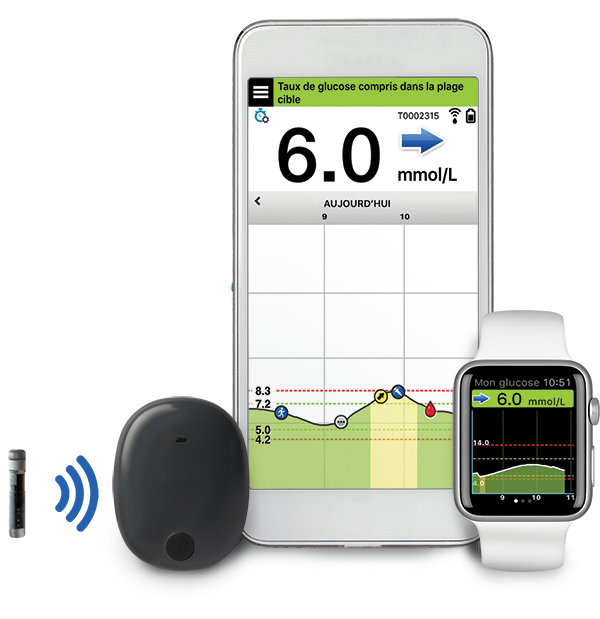 Taux de glucose compris dans la plage
cible
T0002315
6.0
mmol/L
AUJOURD'HUI
9 10
8.3
7.2
5.0
4.2
Mon glucose 10:51
6.0 mmol/L
14.0
4.0
9 10 11